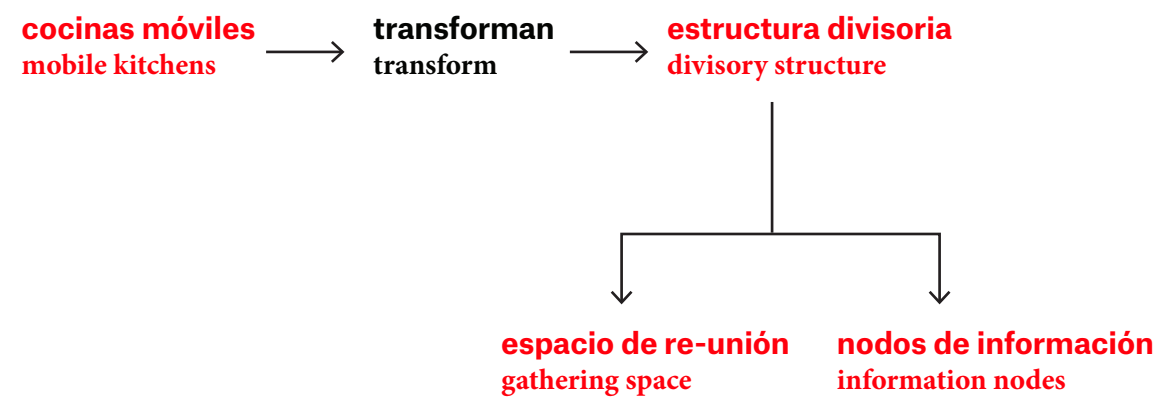 cocinas móviles
mobile kitchens
transforman
transform
estructura divisoria
divisory structure
espacio de re-unión
gathering space
nodos de información
information nodes